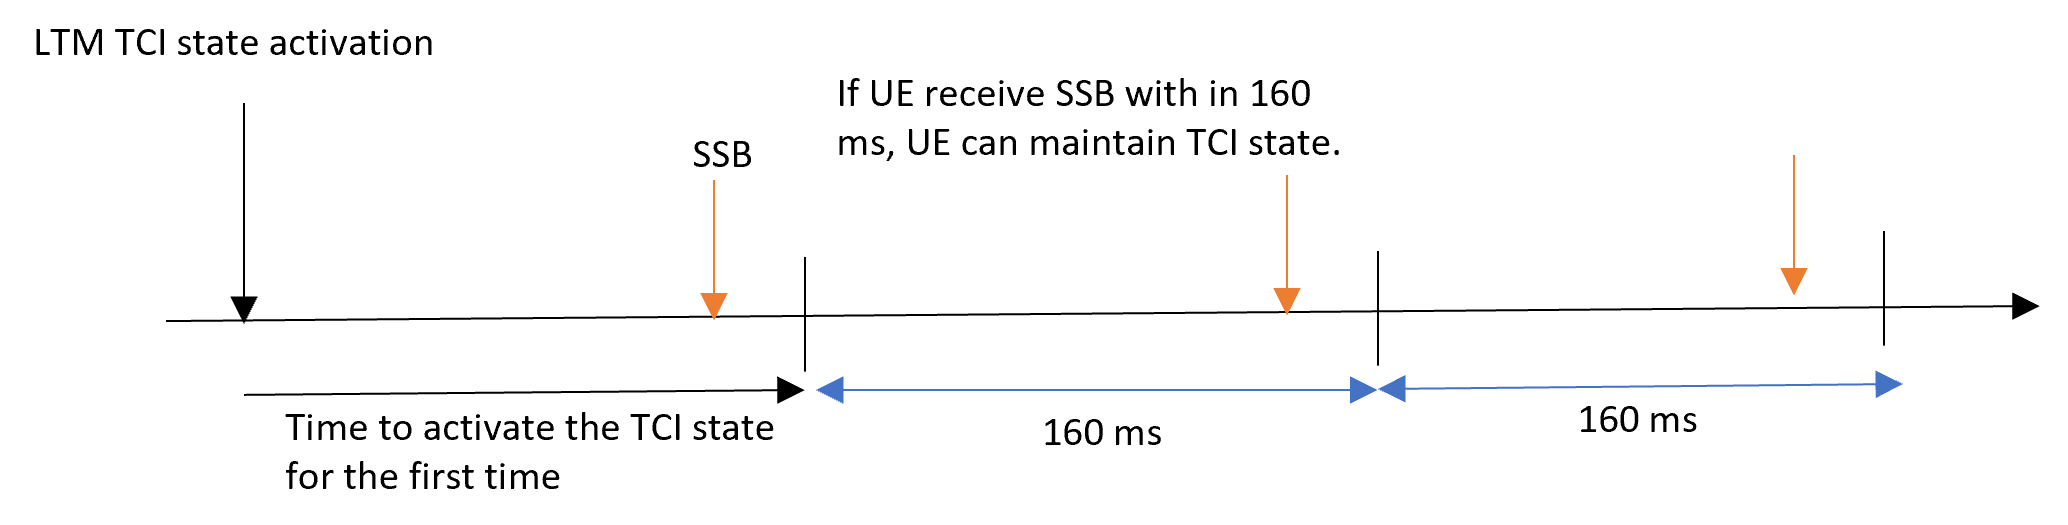 LTM TCI state activation
If UE receive SSB with in 160
ms, UE can maintain TCI state.
SSB
Time to activate the TCI state
for the first time
160 ms
160 ms